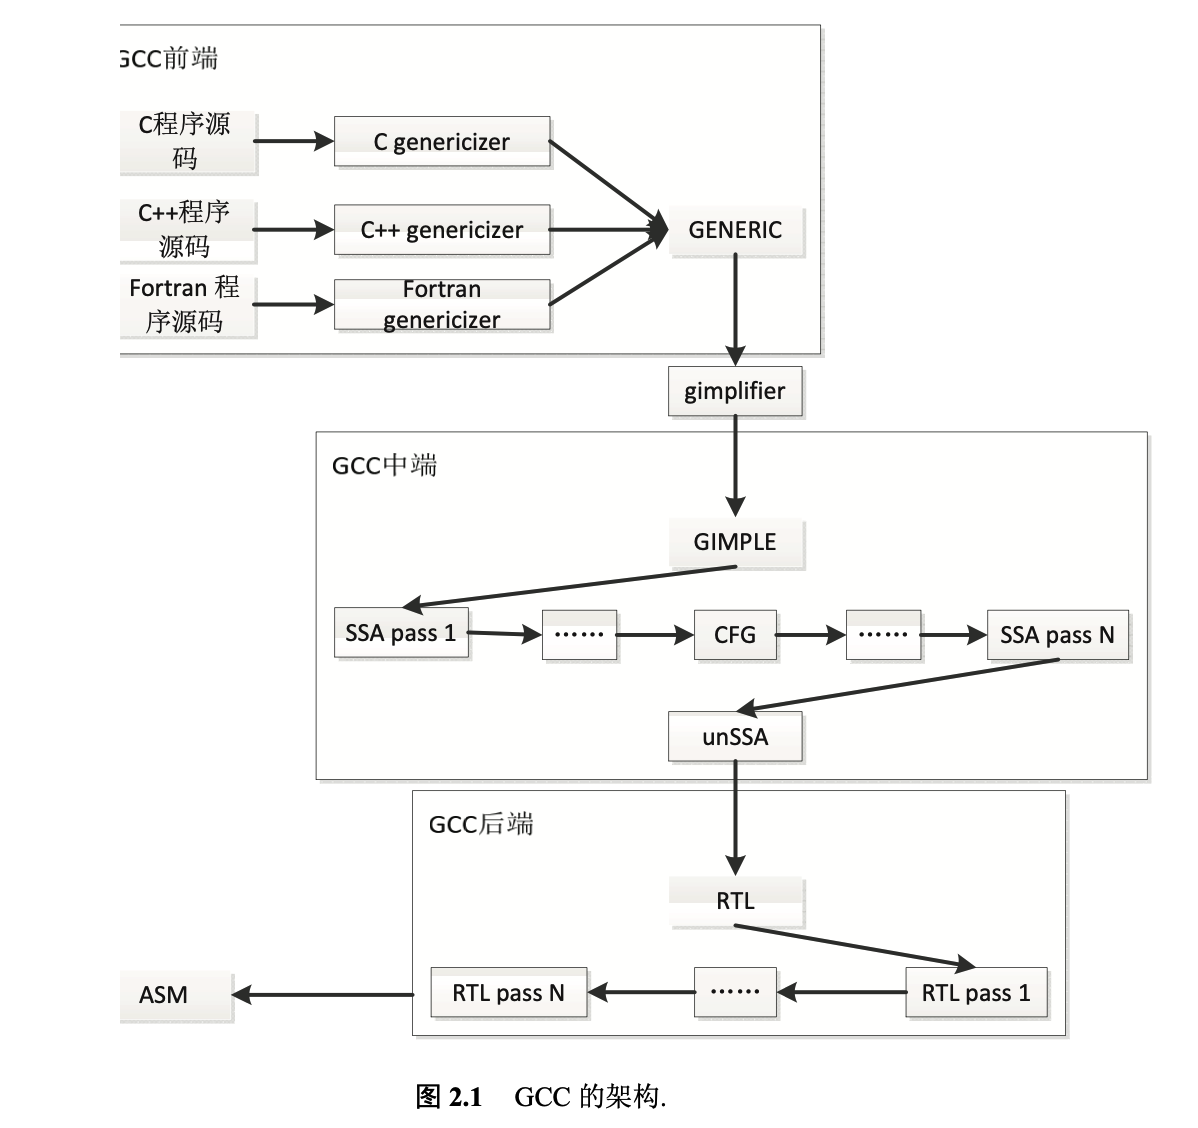 GCC前端
C程序源
码
C genericizer
C++程序
源码
C++ genericizer
GENERIC
Fortran 程
序源码
Fortran
genericizer
gimplifier
GCC中端
GIMPLE
SSA pass 1
……
CFG
……
SSA pass N
unSSA
GCC后端
RTL
ASM
RTL pass N
……
RTL pass 1
图 2.1 GCC 的架构.